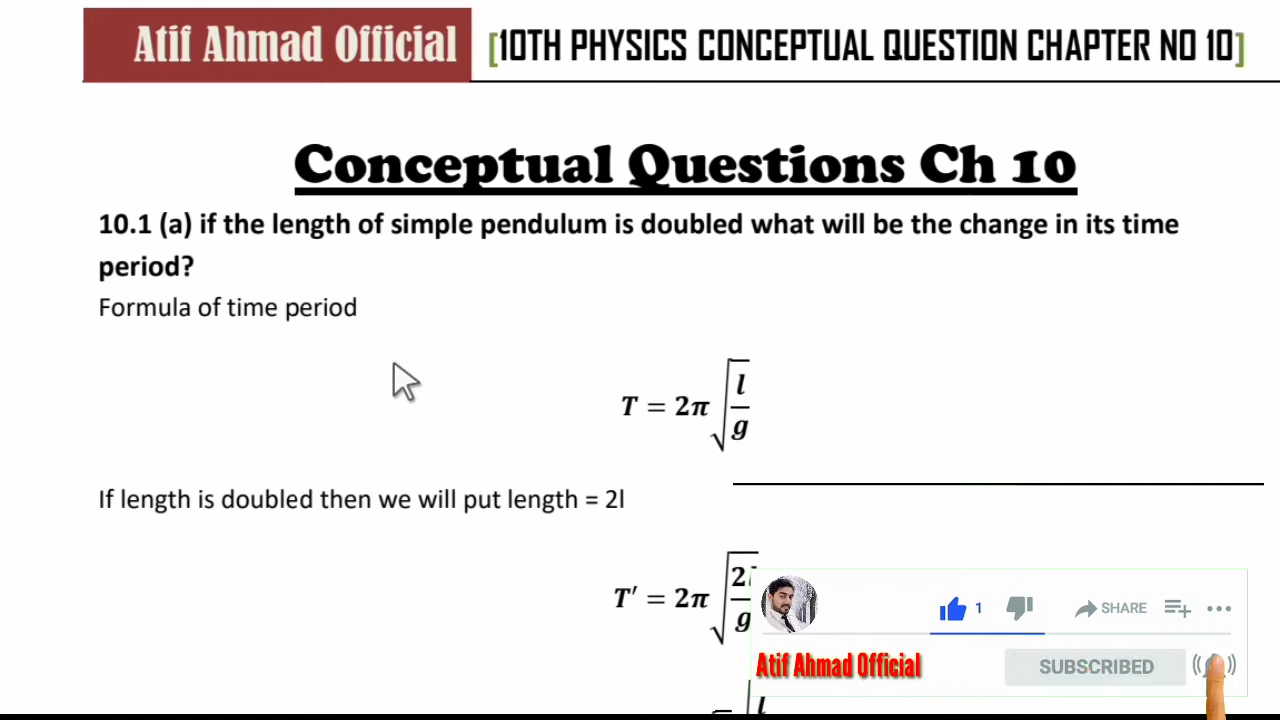 Atif Ahmad Official [10TH PHYSICS CONCEPTUAL QUESTION CHAPTER NO 10]
Conceptual Questions Ch 10
10.1 (a) if the length of simple pendulum is doubled what will be the change in its time
period?
Formula of time period
T = 2π √(l/g)
If length is doubled then we will put length = 2l
T′ = 2π √(2l/g)
1 SHARE
Atif Ahmad Official SUBSCRIBED
l